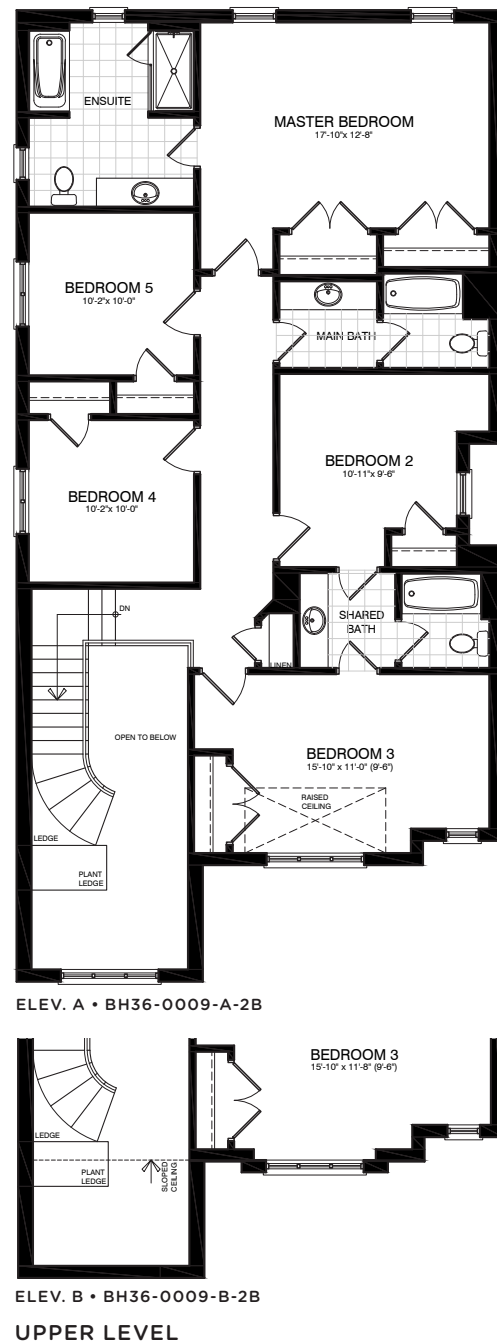 ENSUITE
MASTER BEDROOM
17'-10"x 12'-8"
BEDROOM 5
10'-2"x 10'-0"
MAIN BATH
BEDROOM 2
10'-11"x 9'-6"
BEDROOM 4
10'-2"x 10'-0"
DN
SHARED
BATH
LINEN
OPEN TO BELOW
BEDROOM 3
15'-10" x 11'-0" (9'-6")
RAISED
CEILING
LEDGE
PLANT
LEDGE
ELEV. A • BH36-0009-A-2B
BEDROOM 3
15'-10" x 11'-8" (9'-6")
LEDGE
PLANT
LEDGE
SLOPED
CEILING
ELEV. B • BH36-0009-B-2B
UPPER LEVEL